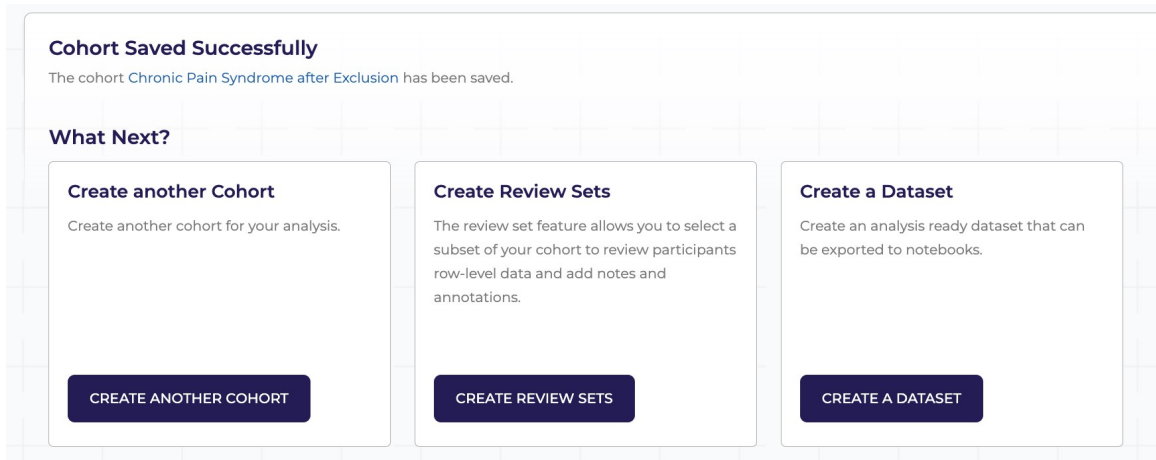 Cohort Saved Successfully
The cohort Chronic Pain Syndrome after Exclusion has been saved.
What Next?
Create another Cohort
Create another cohort for your analysis.
CREATE ANOTHER COHORT
Create Review Sets
The review set feature allows you to select a
subset of your cohort to review participants
row-level data and add notes and
annotations.
CREATE REVIEW SETS
Create a Dataset
Create an analysis ready dataset that can
be exported to notebooks.
CREATE A DATASET